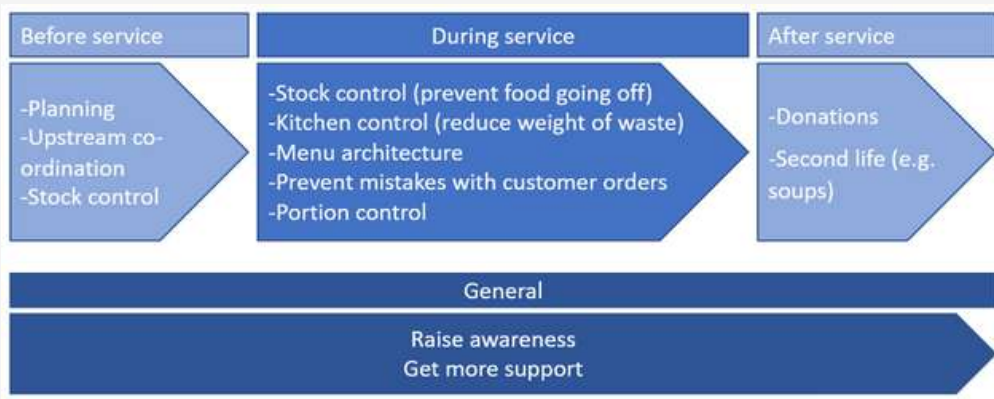 Before service
-Planning
-Upstream co-
ordination
-Stock control
During service
-Stock control (prevent food going off)
-Kitchen control (reduce weight of waste)
-Menu architecture
-Prevent mistakes with customer orders
-Portion control
After service
-Donations
-Second life (e.g.
soups)
General
Raise awareness
Get more support